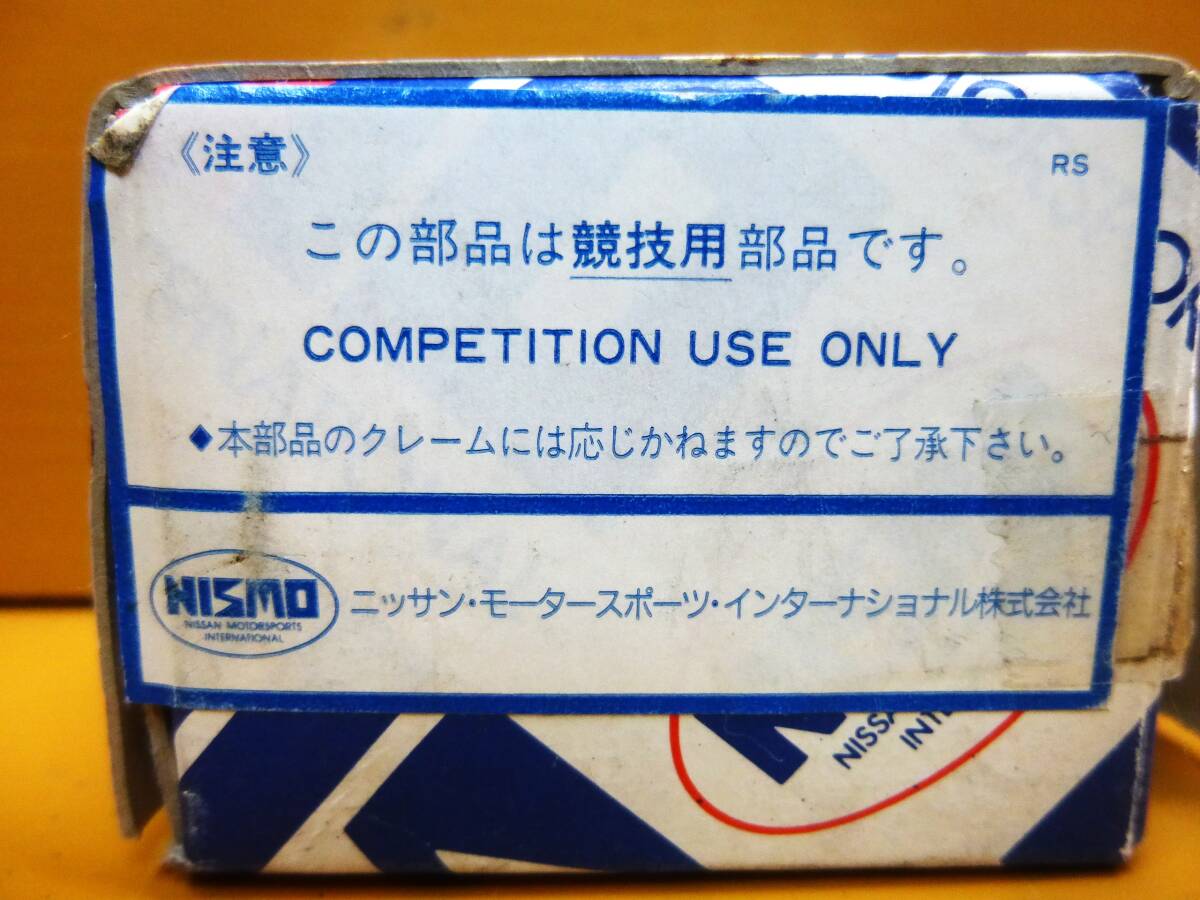 《注意》
RS
この部品は競技用部品です。
COMPETITION USE ONLY
◆本部品のクレームには応じかねますのでご了承下さい。
NISMO
NISSAN MOTORSPORTS
INTERNATIONAL
ニッサン・モータースポーツ・インターナショナル株式会社